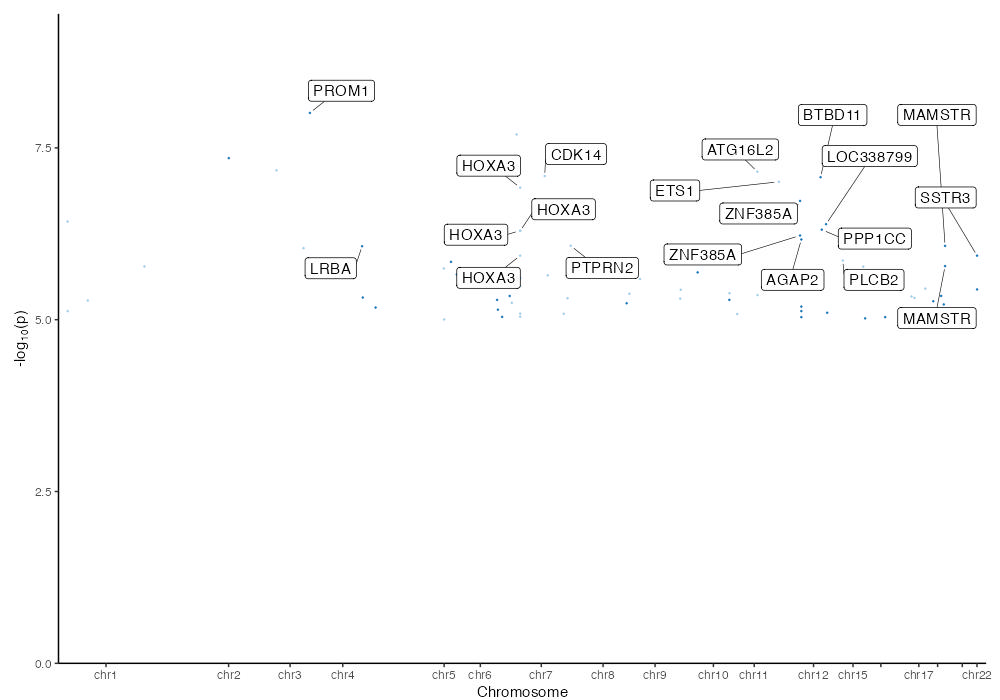 PROM1
BTBD11
MAMSTR
7.5
ATG16L2
CDK14
LOC338799
HOXA3
ETS1
SSTR3
HOXA3
ZNF385A
HOXA3
PPP1CC
ZNF385A
LRBA
PTPRN2
HOXA3
AGAP2
PLCB2
5.0
MAMSTR
-log10(p)
2.5
0.0
chr1 chr2 chr3 chr4 chr5 chr6 chr7 chr8 chr9 chr10 chr11 chr12 chr15 chr17 chr22
Chromosome